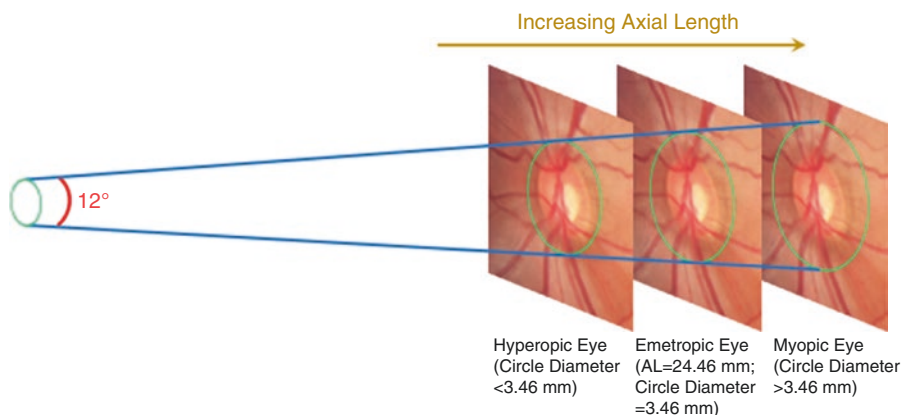 Increasing Axial Length
12°
Hyperopic Eye
(Circle Diameter
<3.46 mm)
Emetropic Eye
(AL=24.46 mm;
Circle Diameter
=3.46 mm)
Myopic Eye
(Circle Diameter
>3.46 mm)